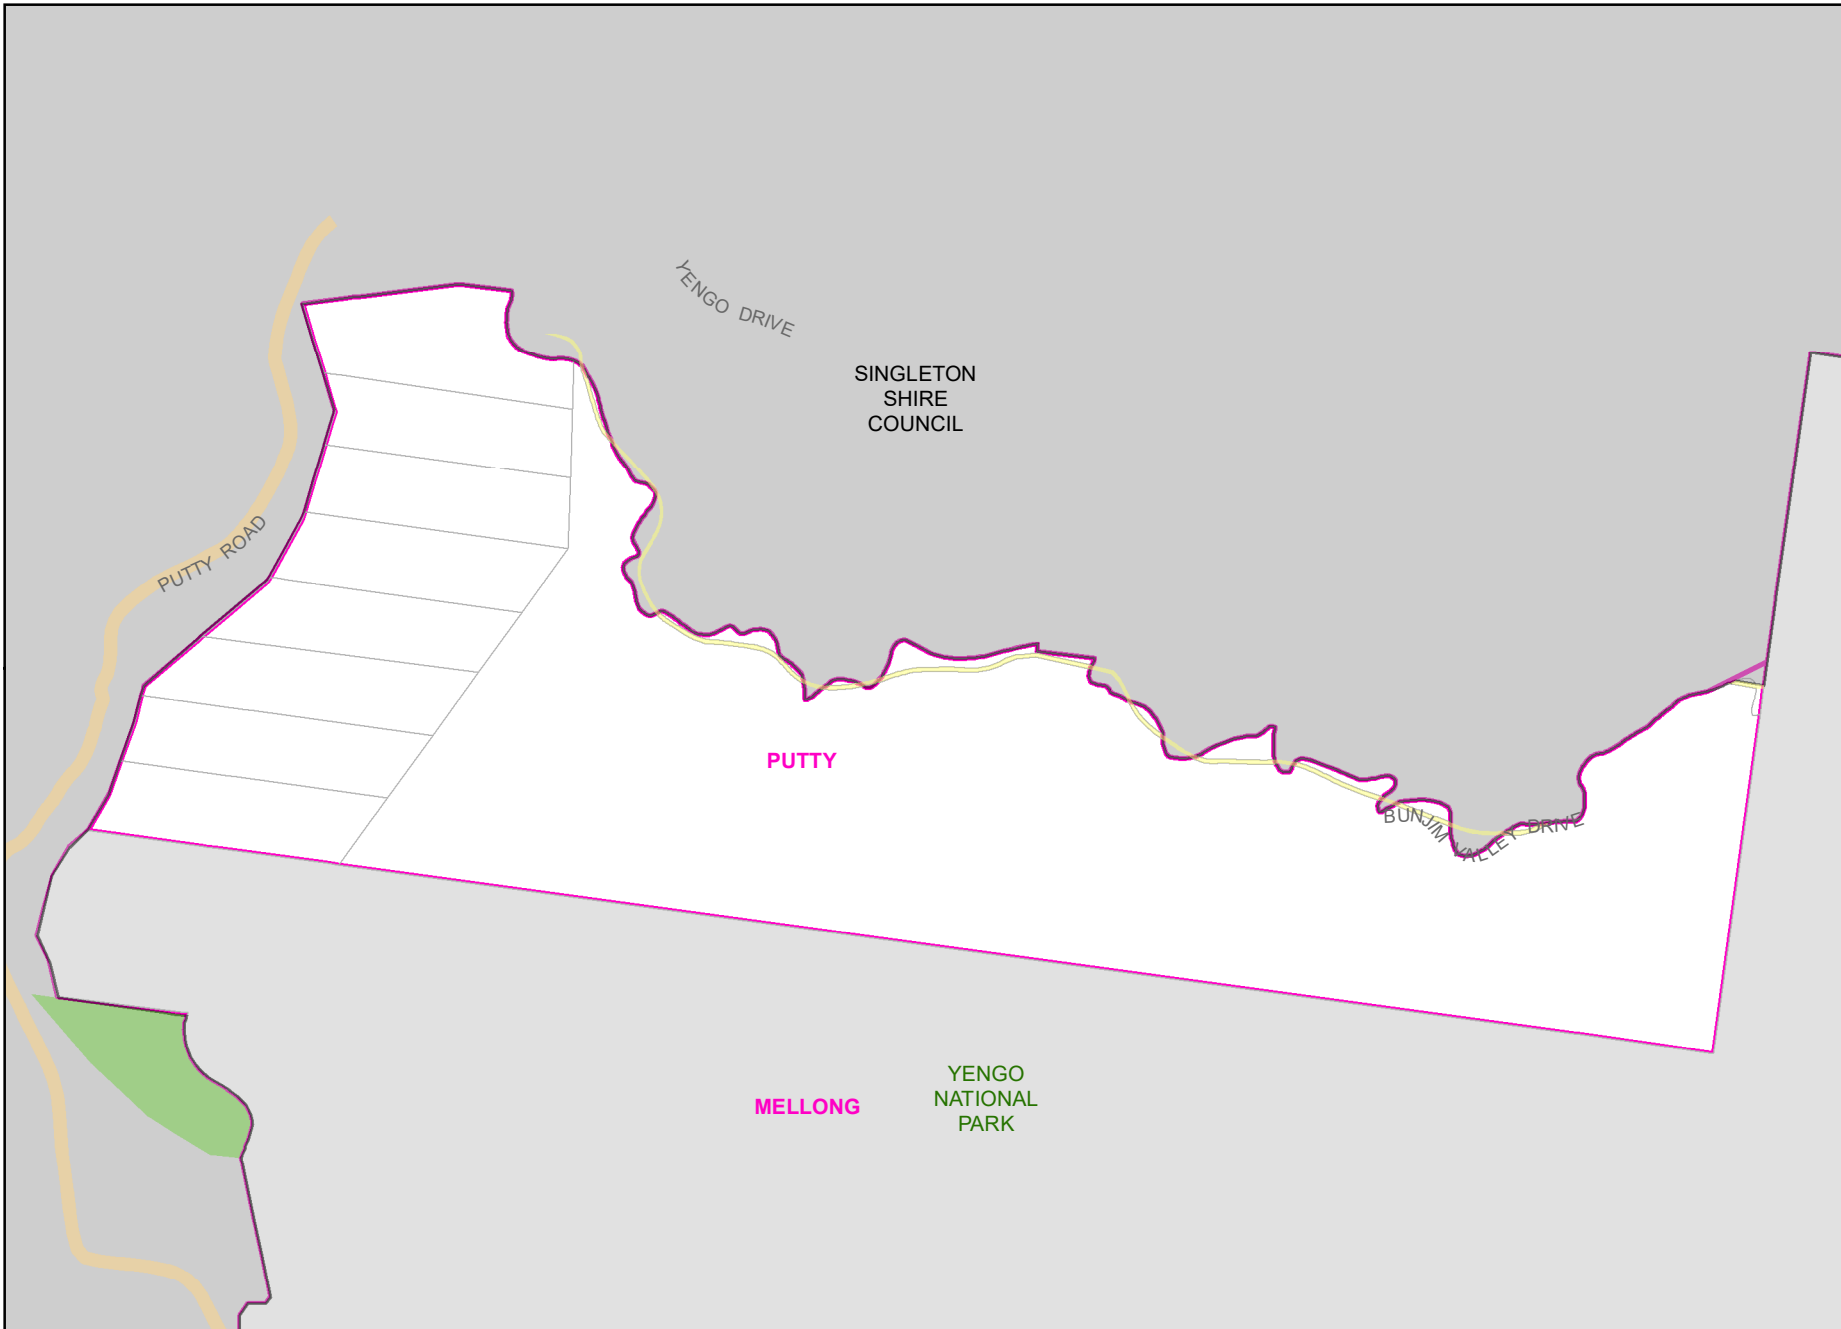 YENGO DRIVE
SINGLETON
SHIRE
COUNCIL
PUTTY ROAD
PUTTY
BUNJIM VALLEY DRIVE
YENGO
NATIONAL
PARK
MELLONG